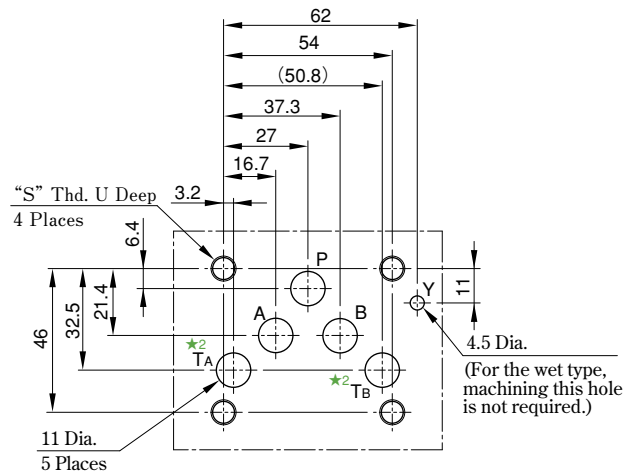 62
54
(50.8)
37.3
27
16.7
3.2
"S" Thd. U Deep
4 Places
6.4
21.4
32.5
46
11
P
A
B
Y
★2
TA
★2
TB
4.5 Dia.
(For the wet type,
machining this hole
is not required.)
11 Dia.
5 Places